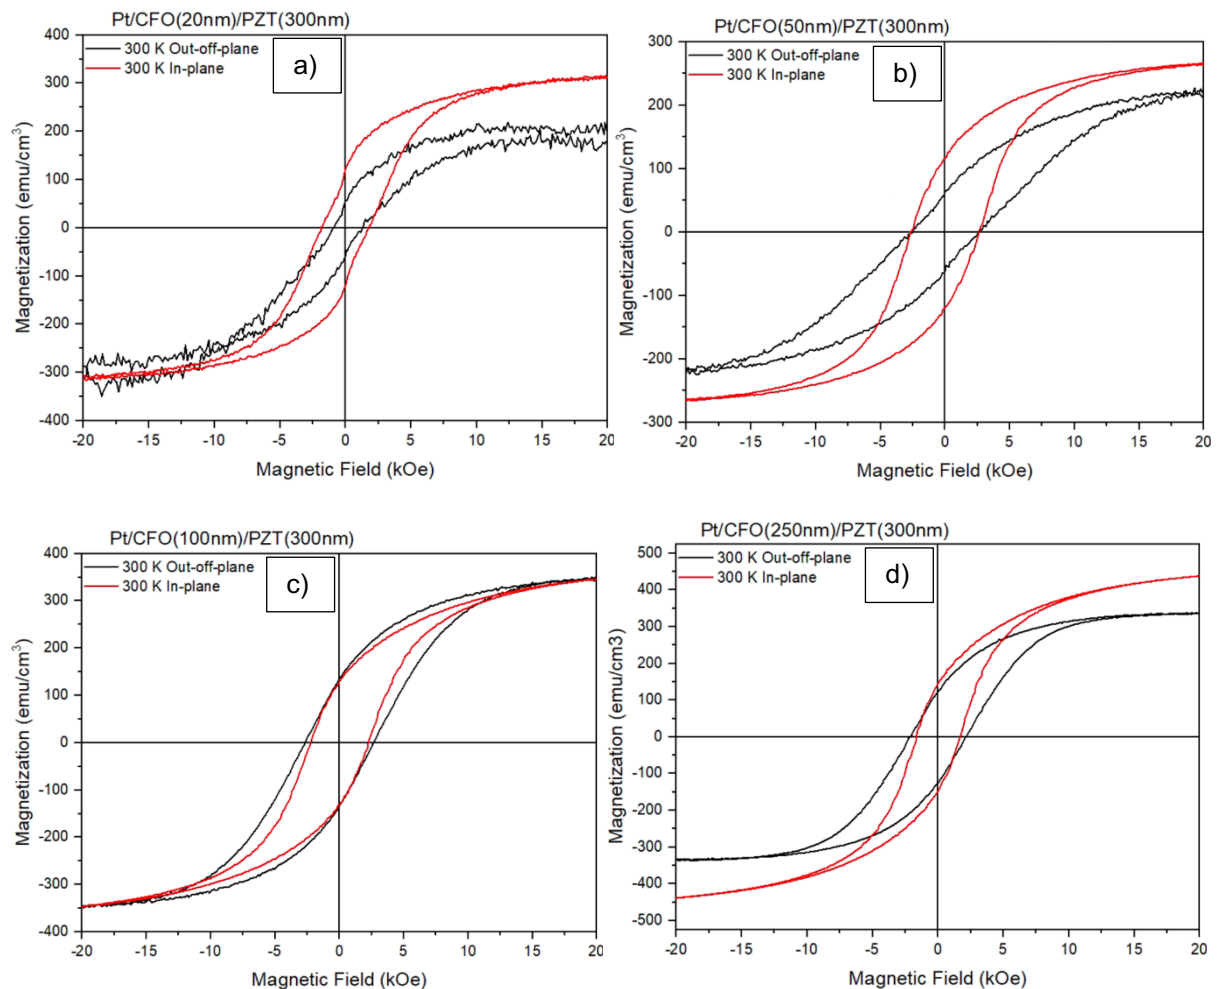 Pt/CFO(20nm)/PZT(300nm)
400
300
200
100
0
-100
-200
-300
-400
300 K Out-off-plane
300 K In-plane
a)
Magnetization (emu/cm³)
-20 -15 -10 -5 0 5 10 15 20
Magnetic Field (kOe)
Pt/CFO(50nm)/PZT(300nm)
300
200
100
0
-100
-200
-300
300 K Out-off-plane
300 K In-plane
b)
Magnetization (emu/cm³)
-20 -15 -10 -5 0 5 10 15 20
Magnetic Field (kOe)
Pt/CFO(100nm)/PZT(300nm)
400
300
200
100
0
-100
-200
-300
-400
300 K Out-off-plane
300 K In-plane
c)
Magnetization (emu/cm³)
-20 -15 -10 -5 0 5 10 15 20
Magnetic Field (kOe)
Pt/CFO(250nm)/PZT(300nm)
500
400
300
200
100
0
-100
-200
-300
-400
-500
300 K Out-off-plane
300 K In-plane
d)
Magnetization (emu/cm3)
-20 -15 -10 -5 0 5 10 15 20
Magnetic Field (kOe)